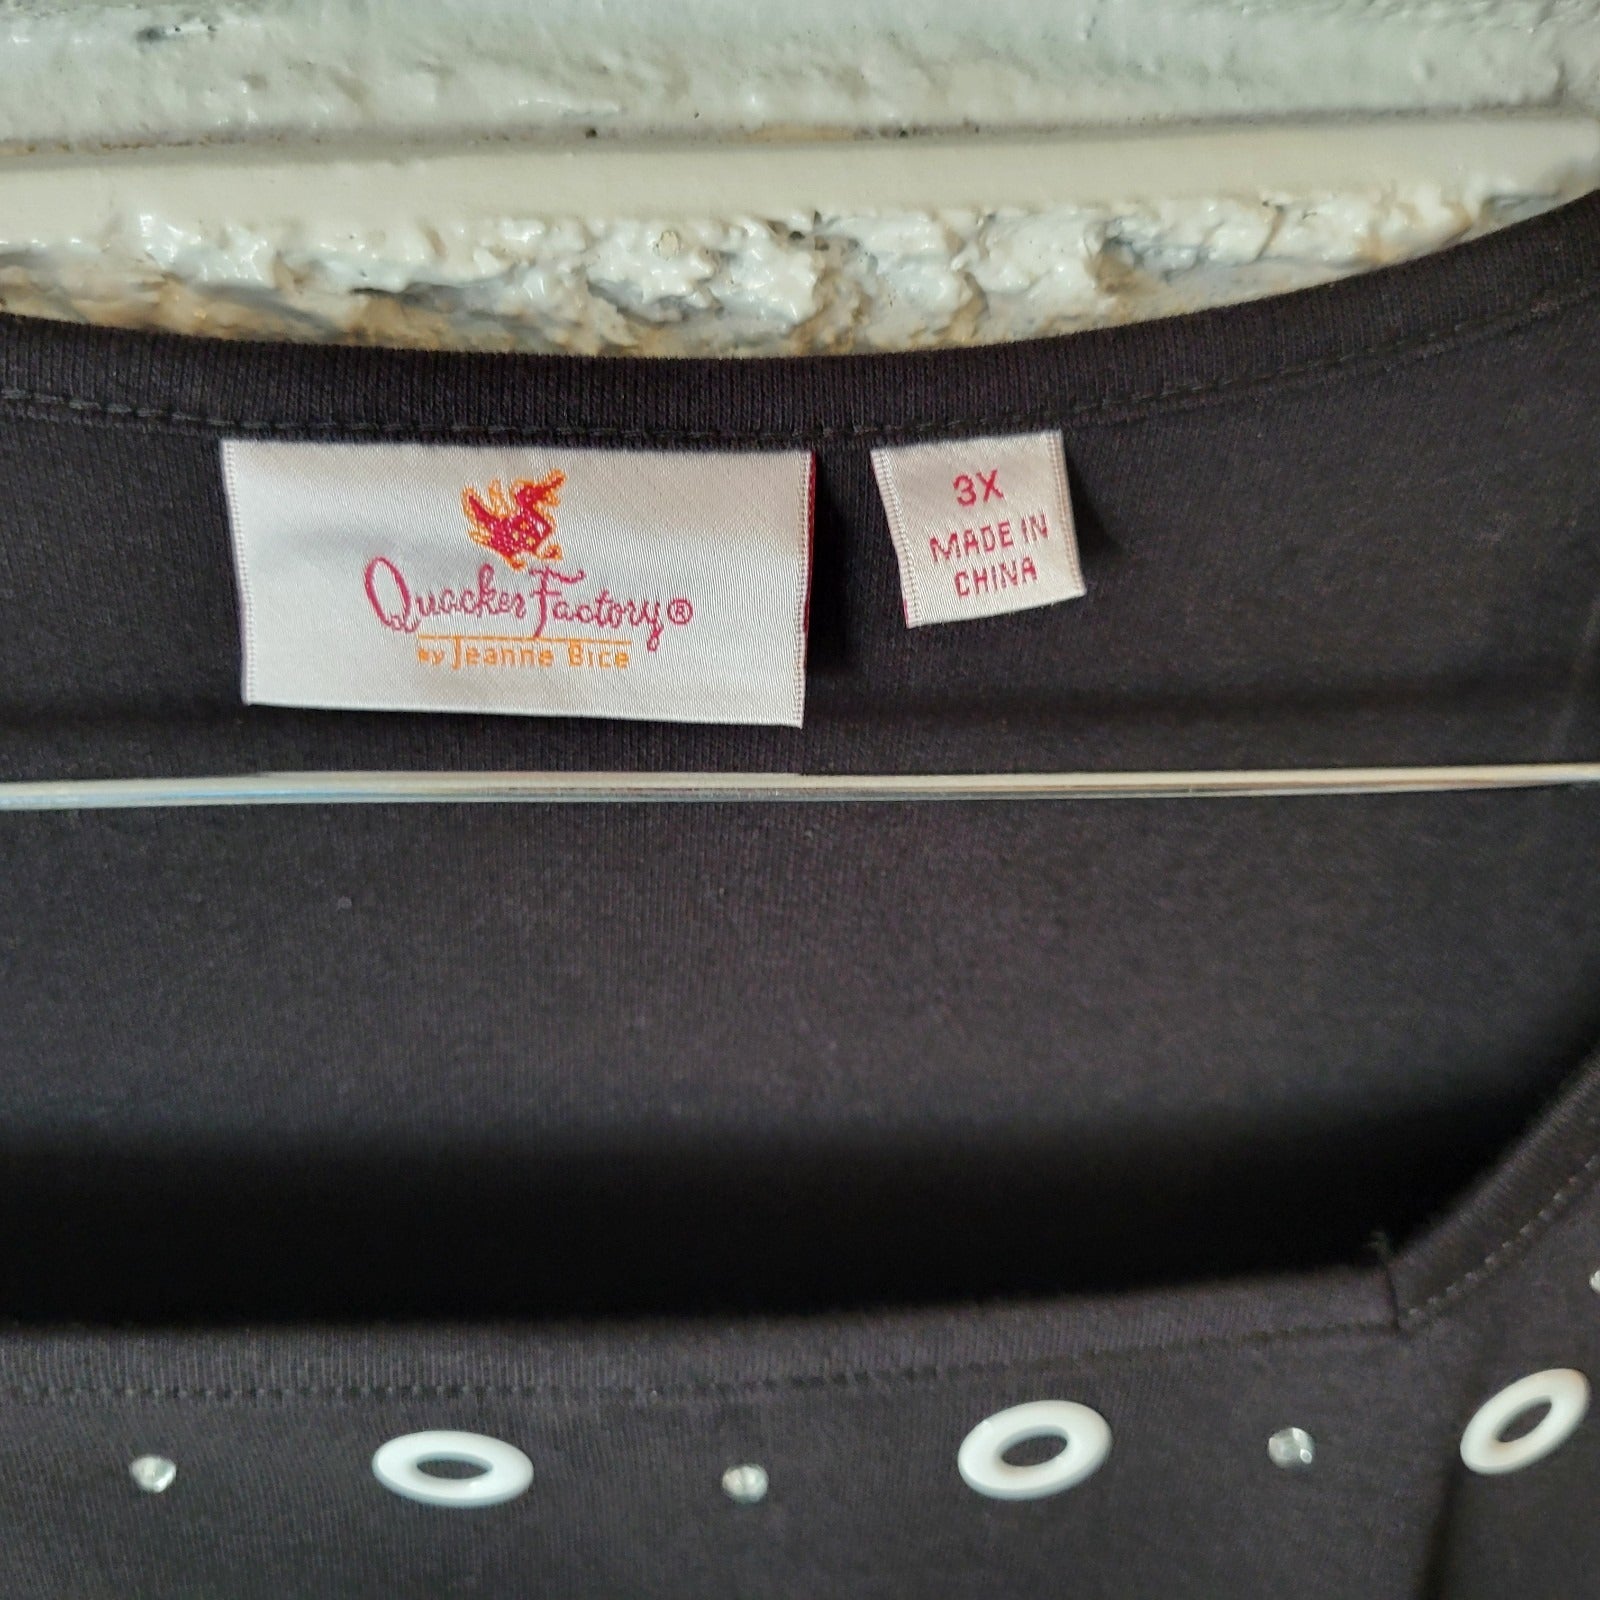 Quacker Factory®
BY Jeanne Bice
3X
MADE IN
CHINA